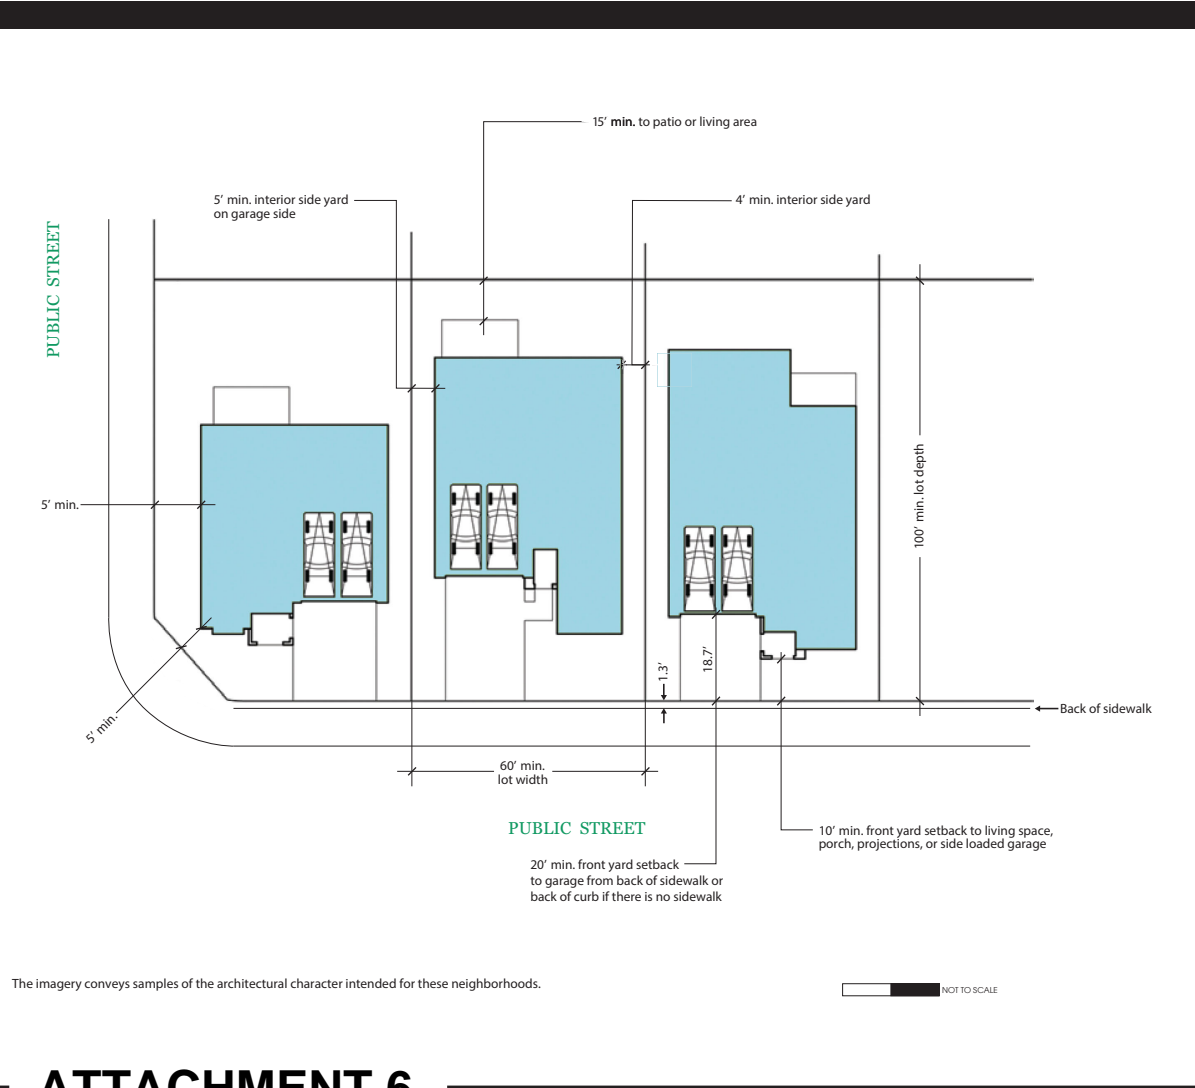 15’ min. to patio or living area
5’ min. interior side yard
on garage side
4’ min. interior side yard
PUBLIC STREET
5’ min.
100’ min. lot depth
1.3’
18.7’
5’ min.
Back of sidewalk
60’ min.
lot width
PUBLIC STREET
10’ min. front yard setback to living space,
porch, projections, or side loaded garage
20’ min. front yard setback
to garage from back of sidewalk or
back of curb if there is no sidewalk
The imagery conveys samples of the architectural character intended for these neighborhoods.
NOT TO SCALE
ATTACHMENT 6